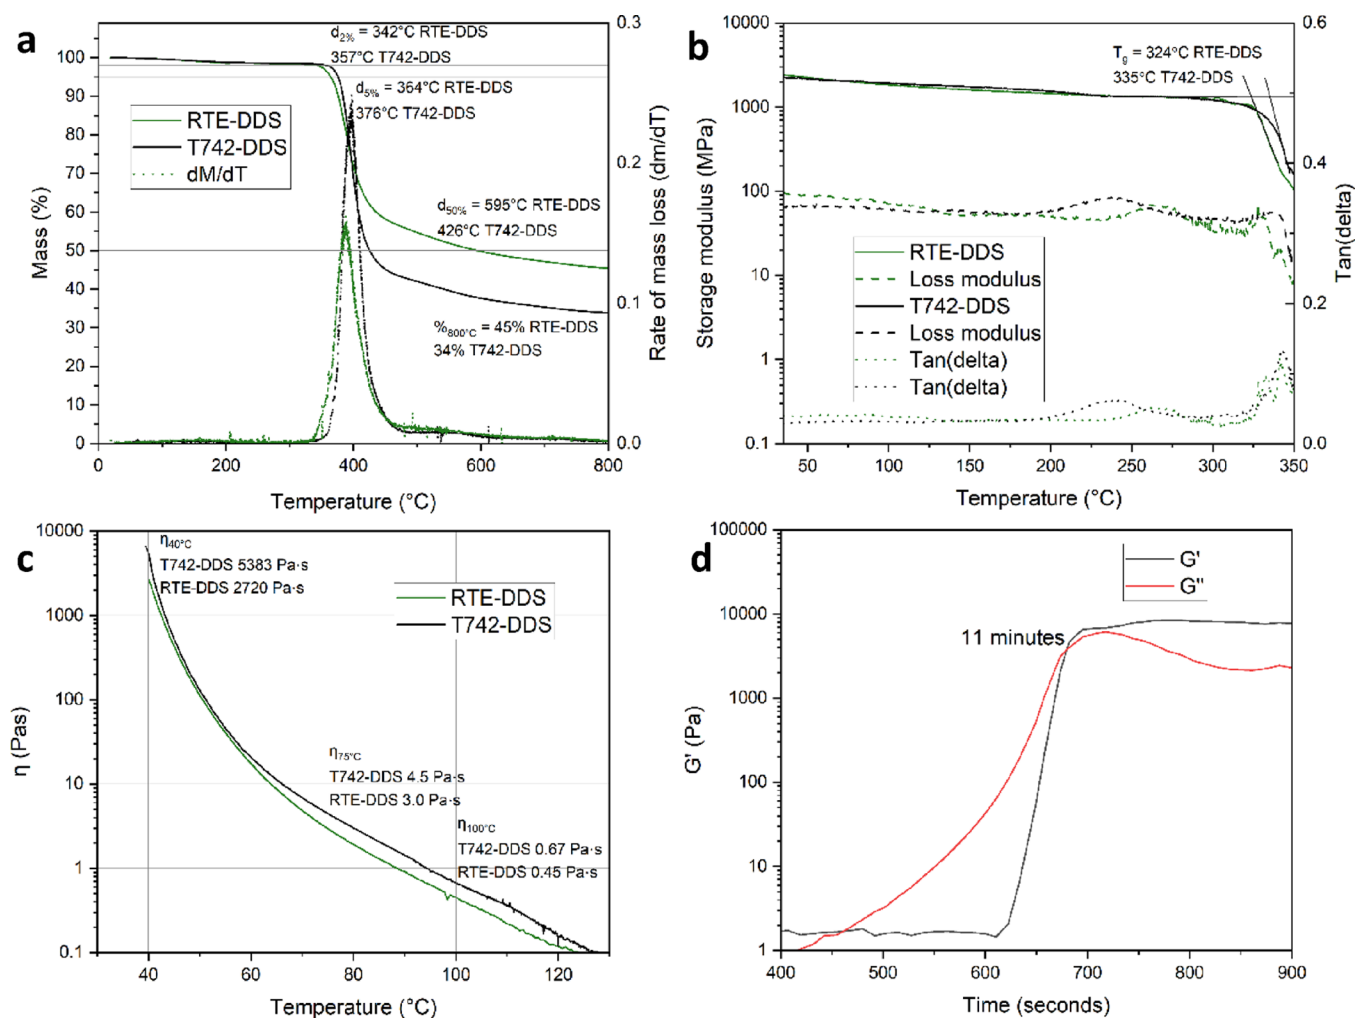 a
d2% = 342°C RTE-DDS
357°C T742-DDS
d5% = 364°C RTE-DDS
376°C T742-DDS
RTE-DDS
T742-DDS
dM/dT
d50% = 595°C RTE-DDS
426°C T742-DDS
%800°C = 45% RTE-DDS
34% T742-DDS
Mass (%)
100
90
80
70
60
50
40
30
20
10
0
0
200
400
600
800
Temperature (°C)
0.3
0.2
0.1
0.0
Rate of mass loss (dm/dT)
b
Tg = 324°C RTE-DDS
335°C T742-DDS
RTE-DDS
Loss modulus
T742-DDS
Loss modulus
Tan(delta)
Tan(delta)
Storage modulus (MPa)
10000
1000
100
10
1
0.1
50
100
150
200
250
300
350
Temperature (°C)
0.6
0.4
0.2
0.0
Tan(delta)
c
η40°C
T742-DDS 5383 Pa·s
RTE-DDS 2720 Pa·s
RTE-DDS
T742-DDS
η75°C
T742-DDS 4.5 Pa·s
RTE-DDS 3.0 Pa·s
η100°C
T742-DDS 0.67 Pa·s
RTE-DDS 0.45 Pa·s
η (Pas)
10000
1000
100
10
1
0.1
40
60
80
100
120
Temperature (°C)
d
G'
G"
11 minutes
G' (Pa)
100000
10000
1000
100
10
1
400
500
600
700
800
900
Time (seconds)